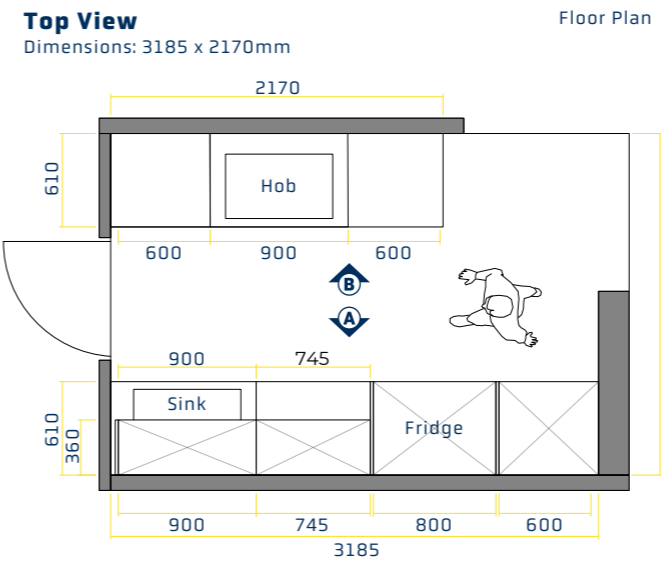 Top View
Floor Plan
Dimensions: 3185 x 2170mm
2170
610
Hob
600
900
600
B
A
900
745
610
360
Sink
Fridge
900
745
800
600
3185